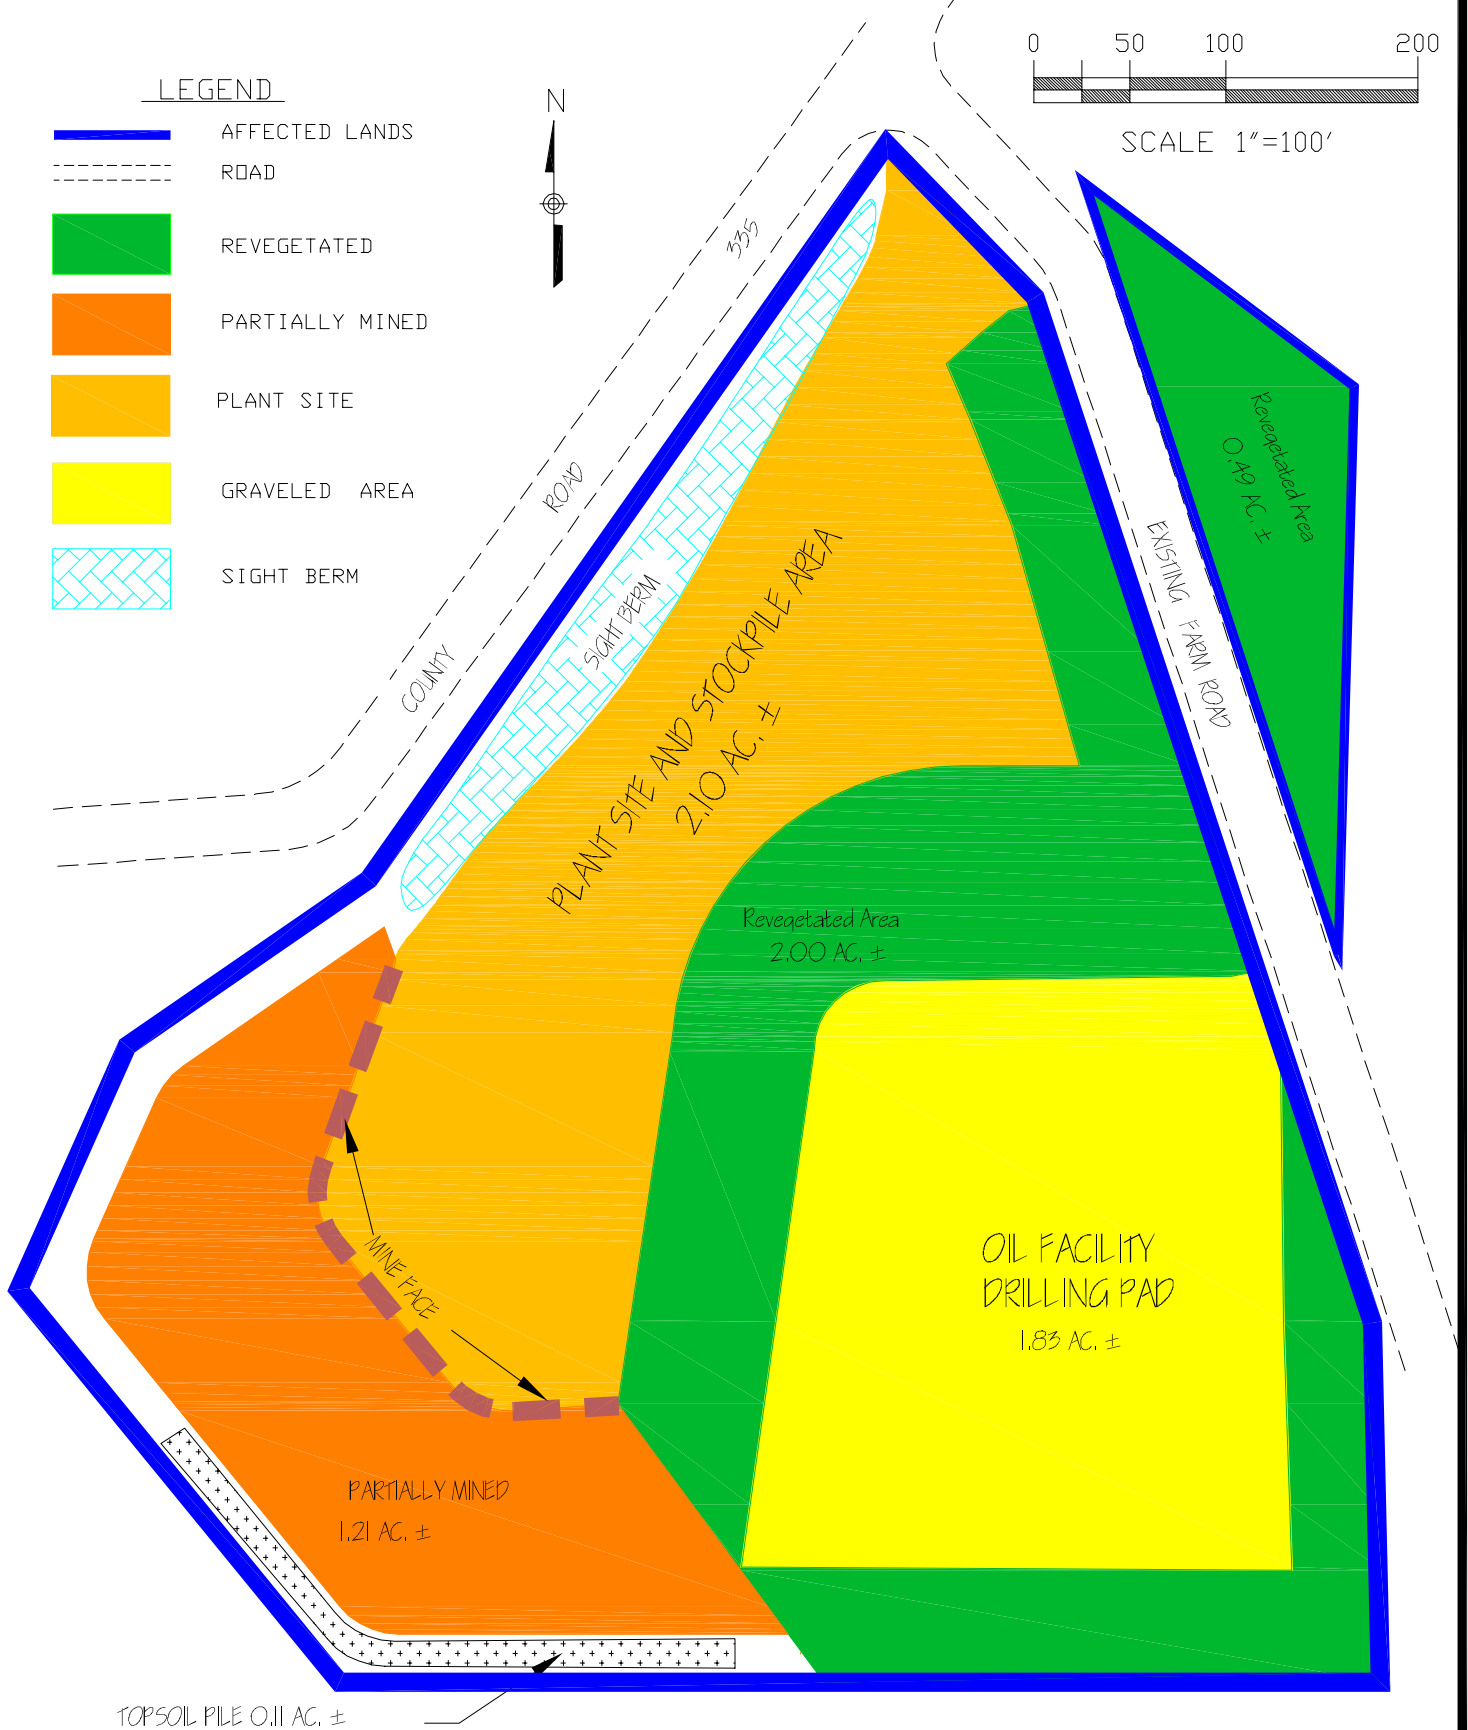 0 50 100 200
SCALE 1"=100'
LEGEND
AFFECTED LANDS
ROAD
REVEGETATED
PARTIALLY MINED
PLANT SITE
GRAVELED AREA
SIGHT BERM
N
COUNTY ROAD 335
SIGHT BERM
PLANT SITE AND STOCKPILE AREA
2.10 AC. ±
Revegetated Area
0.49 AC. ±
EXISTING FARM ROAD
Revegetated Area
2.00 AC. ±
MINE FACE
OIL FACILITY
DRILLING PAD
1.83 AC. ±
PARTIALLY MINED
1.21 AC. ±
TOPSOIL PILE 0.11 AC. ±